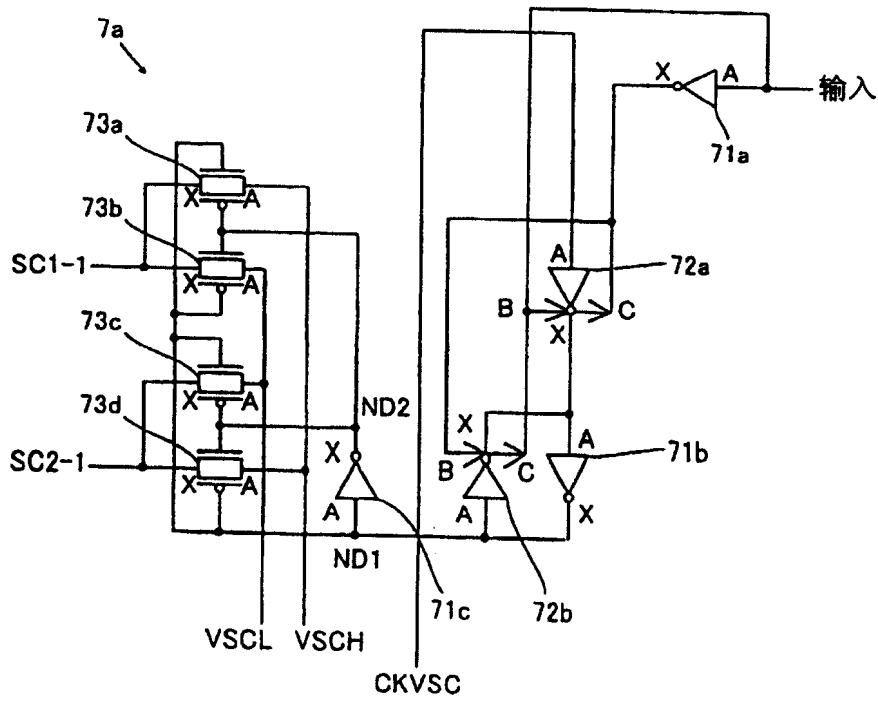 7a
X A 输入
71a
73a
X A
73b
SC1-1
X A
A
72a
B C
X
73c
X A
ND2
73d
SC2-1
X A
X
A
X
B C
A
A
71b
X
ND1
71c
72b
VSCL VSCH
CKVSC